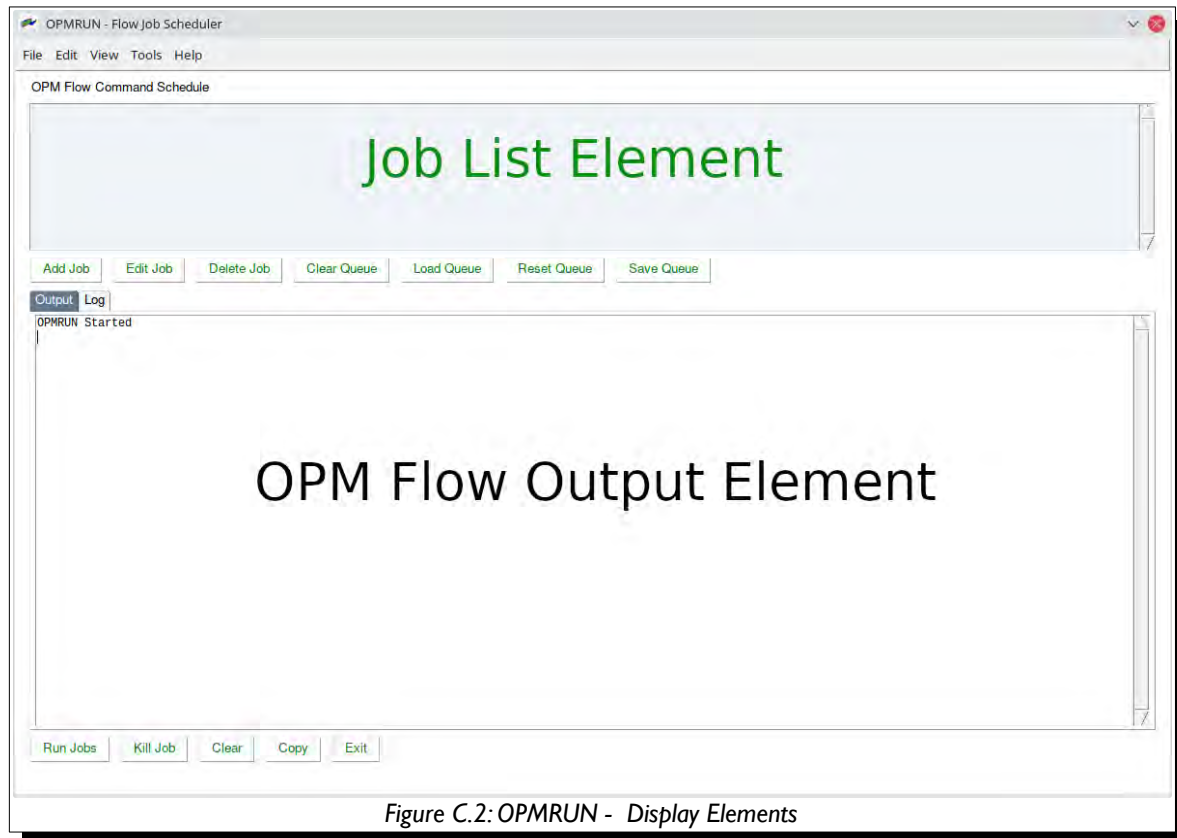 OPMRUN - Flow Job Scheduler
File Edit View Tools Help
OPM Flow Command Schedule
Job List Element
Add Job Edit Job Delete Job Clear Queue Load Queue Reset Queue Save Queue
Output Log
OPMRUN Started
OPM Flow Output Element
Run Jobs Kill Job Clear Copy Exit
Figure C.2: OPMRUN - Display Elements